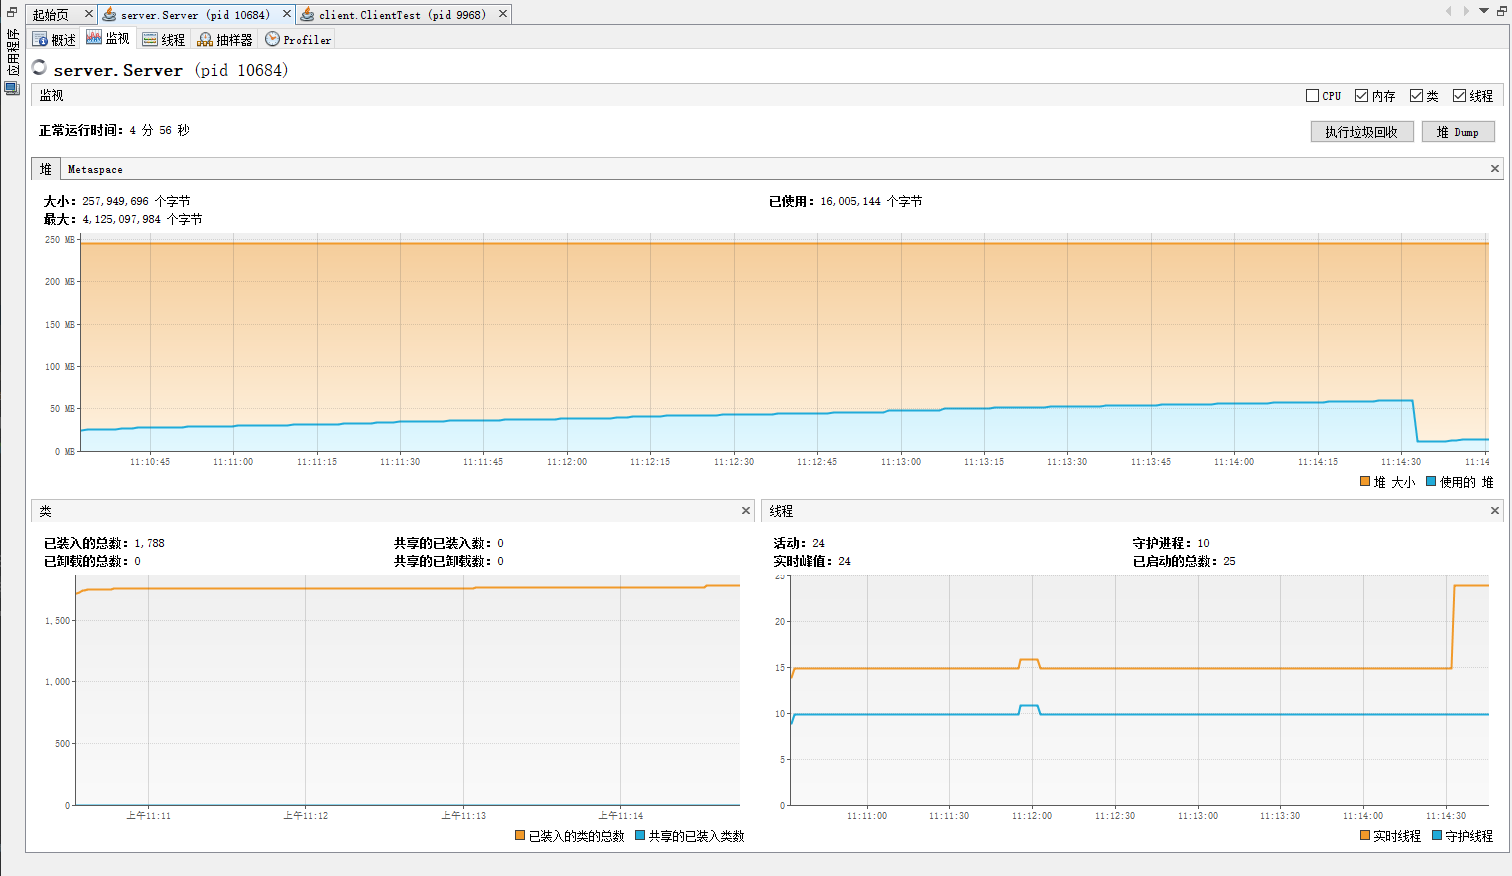 起始页
server.Server (pid 10684)
client.ClientTest (pid 9968)
应用程序
概述 监视 线程 抽样器 Profiler
server.Server (pid 10684)
监视
CPU 内存 类 线程
正常运行时间: 4 分 56 秒
执行垃圾回收 堆 Dump
堆 Metaspace
大小: 257,949,696 个字节
已使用: 16,005,144 个字节
最大: 4,125,097,984 个字节
250 MB
200 MB
150 MB
100 MB
50 MB
0 MB
11:10:45 11:11:00 11:11:15 11:11:30 11:11:45 11:12:00 11:12:15 11:12:30 11:12:45 11:13:00 11:13:15 11:13:30 11:13:45 11:14:00 11:14:15 11:14:30 11:14
堆 大小 使用的 堆
类
已装入的总数: 1,788
共享的已装入数: 0
已卸载的总数: 0
共享的已卸载数: 0
1,500
1,000
500
0
上午11:11 上午11:12 上午11:13 上午11:14
已装入的类的总数 共享的已装入类数
线程
活动: 24
守护进程: 10
实时峰值: 24
已启动的总数: 25
25
20
15
10
5
0
11:11:00 11:11:30 11:12:00 11:12:30 11:13:00 11:13:30 11:14:00 11:14:30
实时线程 守护线程